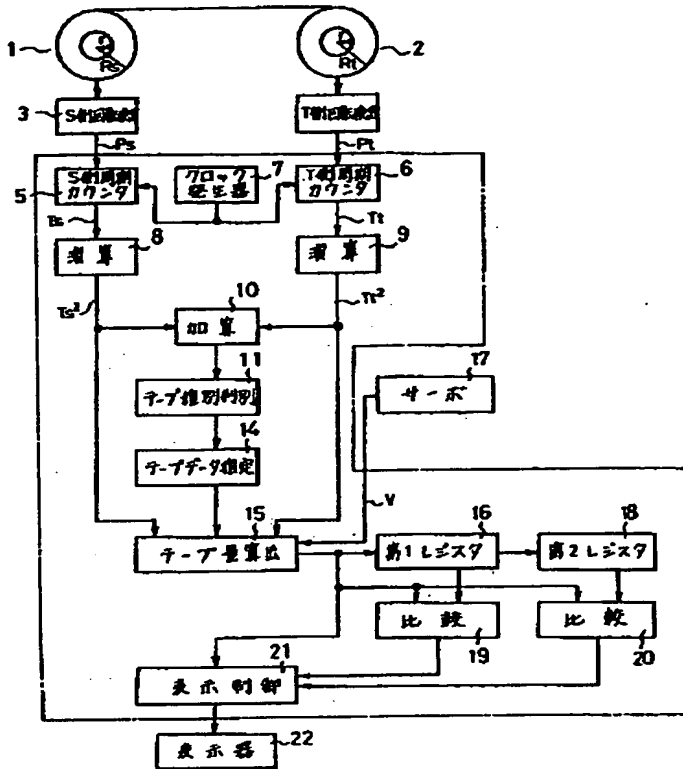 1
2
Rs
Rt
3
S側回転検出
T側回転検出
Ps
Pt
S側周期
カウンタ
5
クロック
発生器
7
T側周期
カウンタ
6
Ts
Tt
8
9
Ts²
Tt²
10
加算
11
テープ種別判別
14
テープデータ指定
17
サーボ
V
15
テープ量算出
16
第1レジスタ
18
第2レジスタ
比較
19
比較
20
21
表示制御
表示器
22